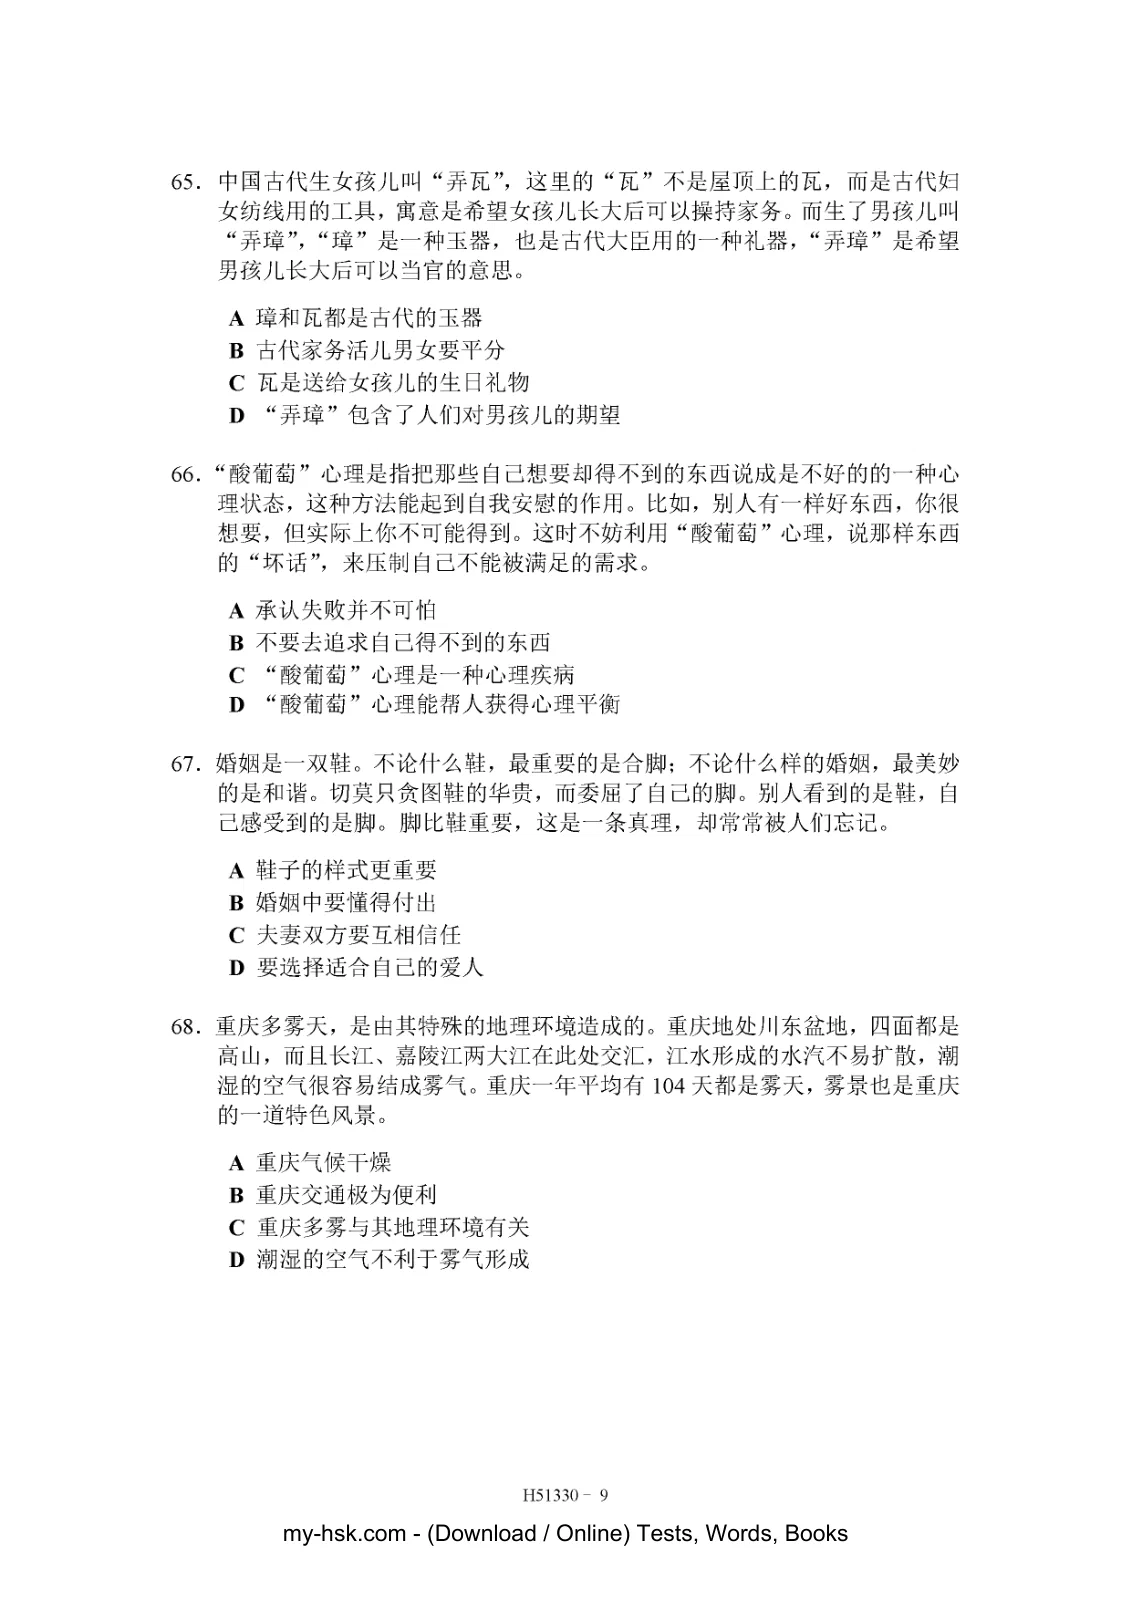 65．中国古代生女孩儿叫“弄瓦”，这里的“瓦”不是屋顶上的瓦，而是古代妇
女纺线用的工具，寓意是希望女孩儿长大后可以操持家务。而生了男孩儿叫
“弄璋”，“璋”是一种玉器，也是古代大臣用的一种礼器，“弄璋”是希望
男孩儿长大后可以当官的意思。
A 璋和瓦都是古代的玉器
B 古代家务活儿男女要平分
C 瓦是送给女孩儿的生日礼物
D “弄璋”包含了人们对男孩儿的期望
66．“酸葡萄”心理是指把那些自己想要却得不到的东西说成是不好的的一种心
理状态，这种方法能起到自我安慰的作用。比如，别人有一样好东西，你很
想要，但实际上你不可能得到。这时不妨利用“酸葡萄”心理，说那样东西
的“坏话”，来压制自己不能被满足的需求。
A 承认失败并不可怕
B 不要去追求自己得不到的东西
C “酸葡萄”心理是一种心理疾病
D “酸葡萄”心理能帮人获得心理平衡
67．婚姻是一双鞋。不论什么鞋，最重要的是合脚；不论什么样的婚姻，最美妙
的是和谐。切莫只贪图鞋的华贵，而委屈了自己的脚。别人看到的是鞋，自
己感受到的是脚。脚比鞋重要，这是一条真理，却常常被人们忘记。
A 鞋子的样式更重要
B 婚姻中要懂得付出
C 夫妻双方要互相信任
D 要选择适合自己的爱人
68．重庆多雾天，是由其特殊的地理环境造成的。重庆地处川东盆地，四面都是
高山，而且长江、嘉陵江两大江在此处交汇，江水形成的水汽不易扩散，潮
湿的空气很容易结成雾气。重庆一年平均有 104 天都是雾天，雾景也是重庆
的一道特色风景。
A 重庆气候干燥
B 重庆交通极为便利
C 重庆多雾与其地理环境有关
D 潮湿的空气不利于雾气形成
H51330－ 9
my-hsk.com - (Download / Online) Tests, Words, Books